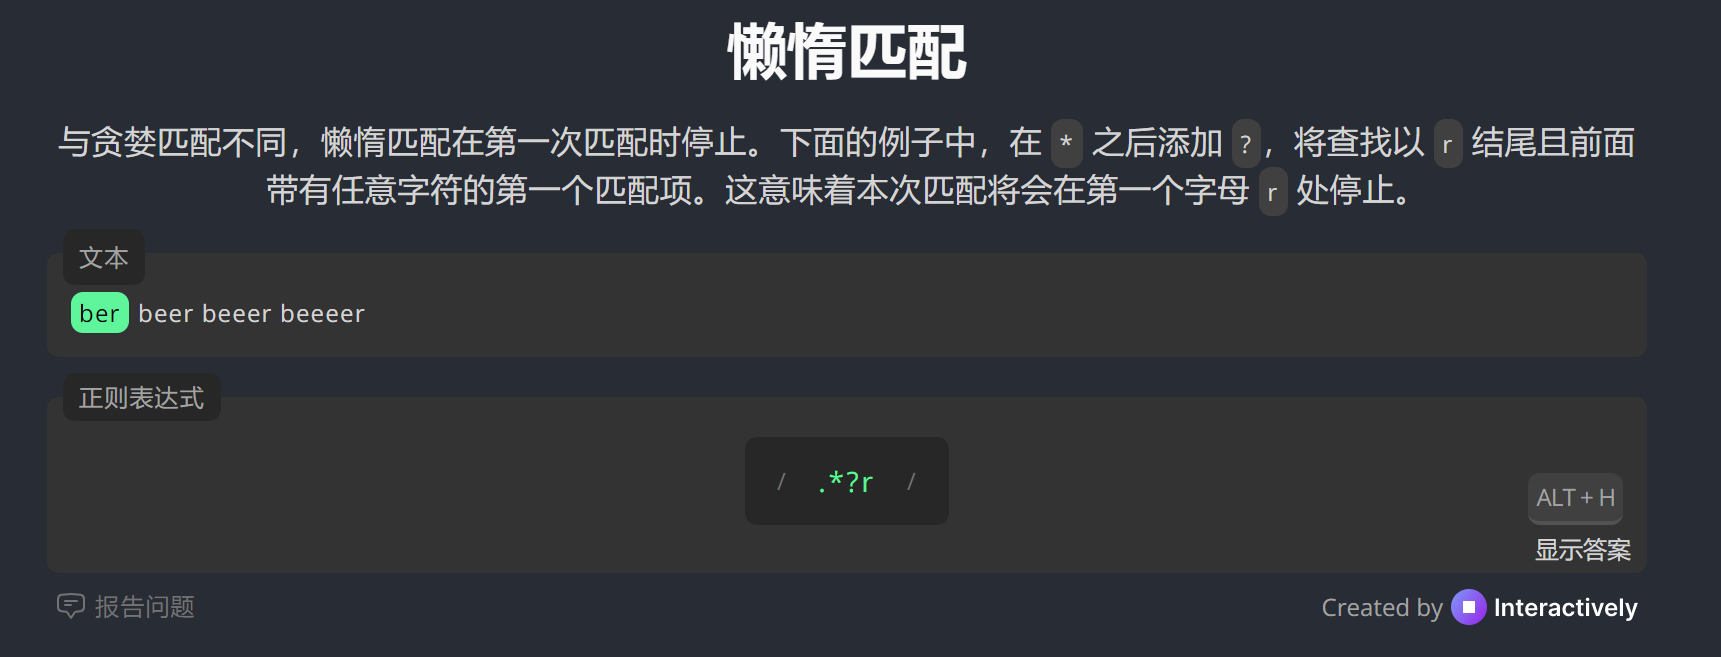 懒惰匹配
与贪婪匹配不同，懒惰匹配在第一次匹配时停止。下面的例子中，在 * 之后添加 ?，将查找以 r 结尾且前面
带有任意字符的第一个匹配项。这意味着本次匹配将会在第一个字母 r 处停止。
文本
ber beer beeer beeeer
正则表达式
/ .*?r /
ALT + H
显示答案
报告问题
Created by Interactively